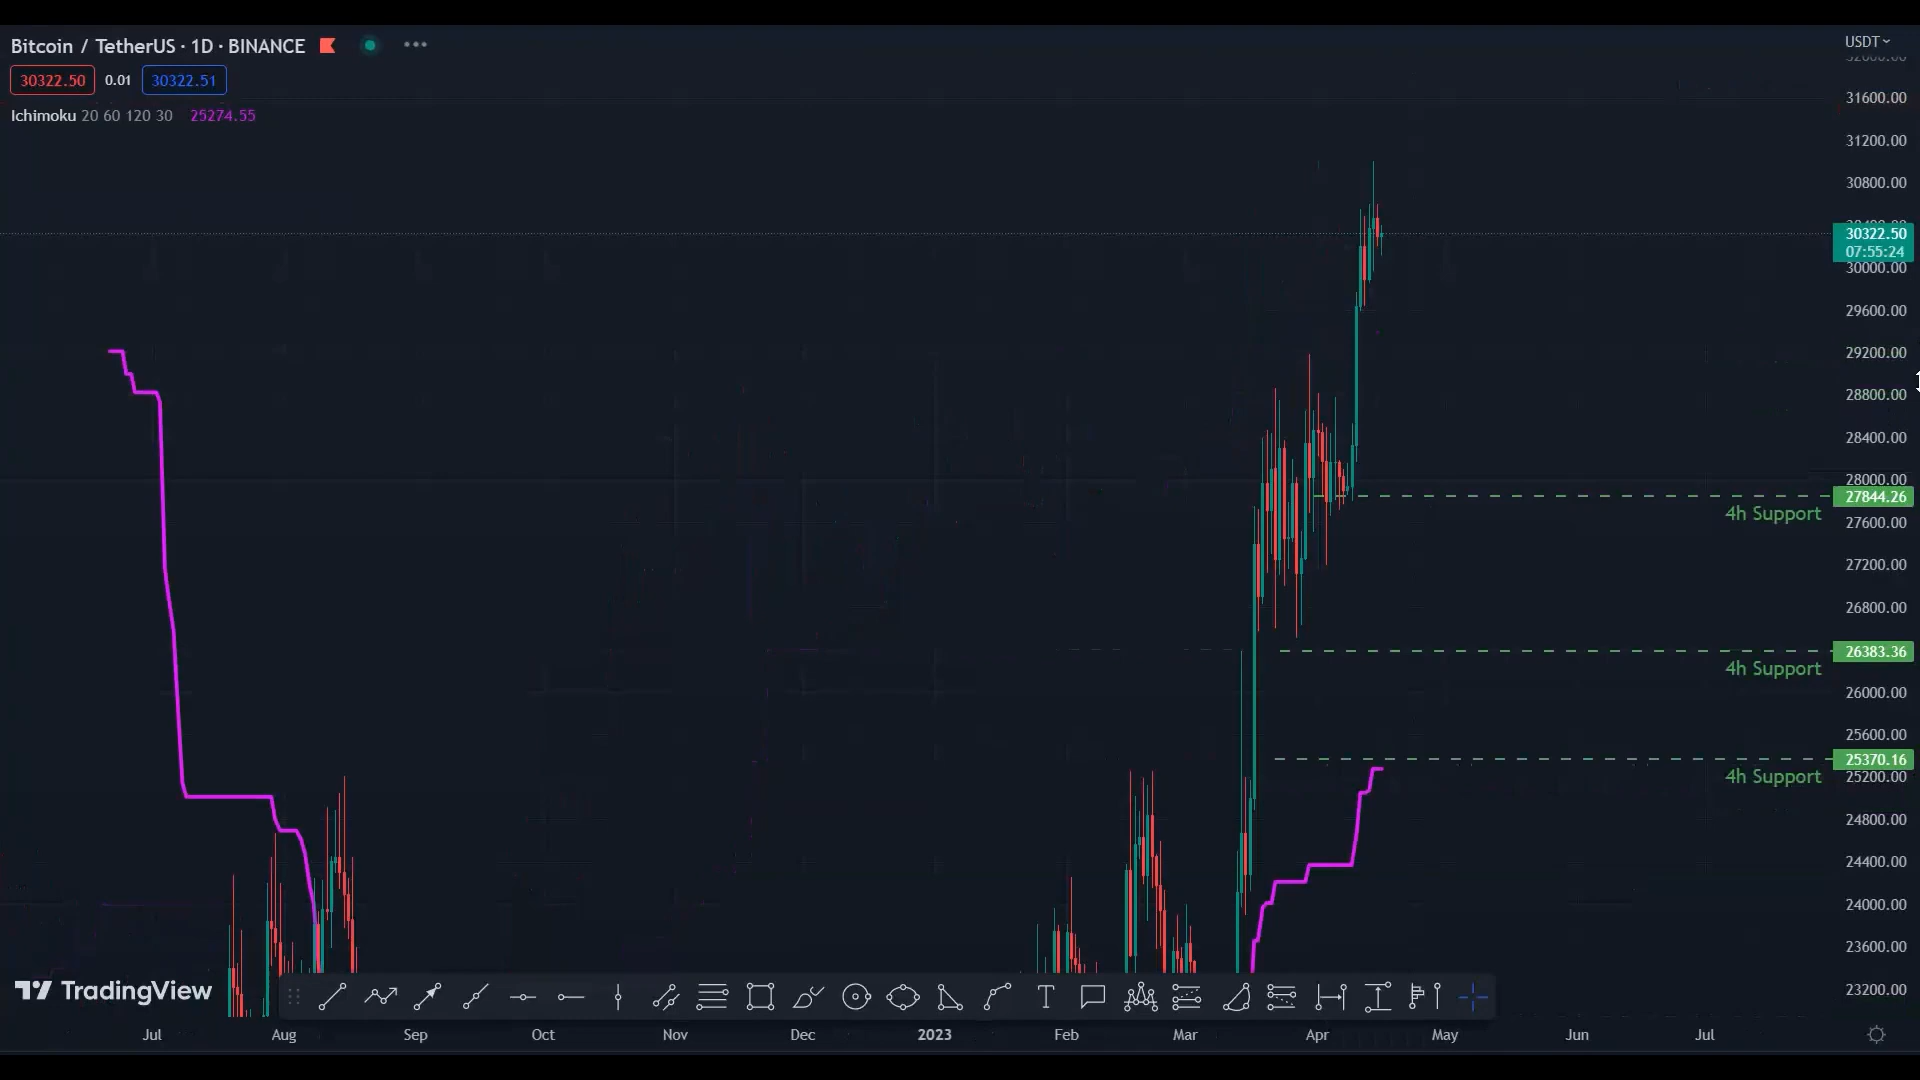 Bitcoin / TetherUS · 1D · BINANCE
USDT
30322.50 0.01 30322.51
31600.00
Ichimoku 20 60 120 30 25274.55
31200.00
30800.00
30322.50
07:55:24
30000.00
29600.00
29200.00
28800.00
28400.00
28000.00
27844.26
4h Support
27600.00
27200.00
26800.00
26383.36
4h Support
26000.00
25600.00
25370.16
4h Support
25200.00
24800.00
24400.00
24000.00
23600.00
TradingView
23200.00
Jul Aug Sep Oct Nov Dec 2023 Feb Mar Apr May Jun Jul